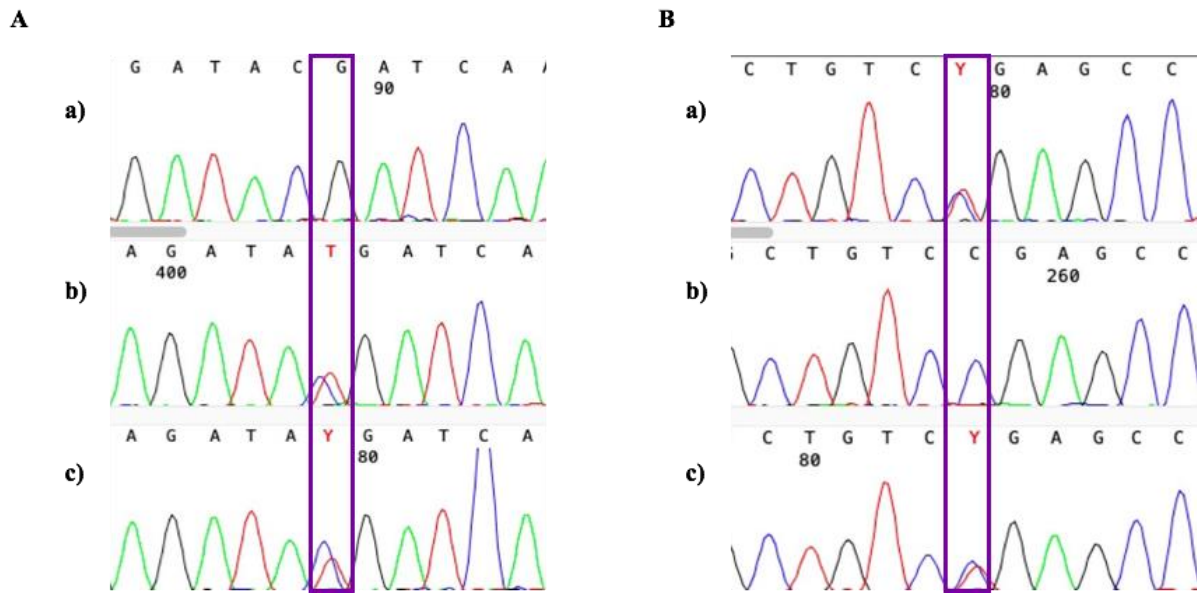 A
B
G A T A C G A T C A A
90
a)
C T G T C Y G A G C C
80
a)
A G A T A T G A T C A
400
b)
C T G T C C G A G C C
260
b)
A G A T A Y G A T C A
80
c)
C T G T C Y G A G C C
80
c)